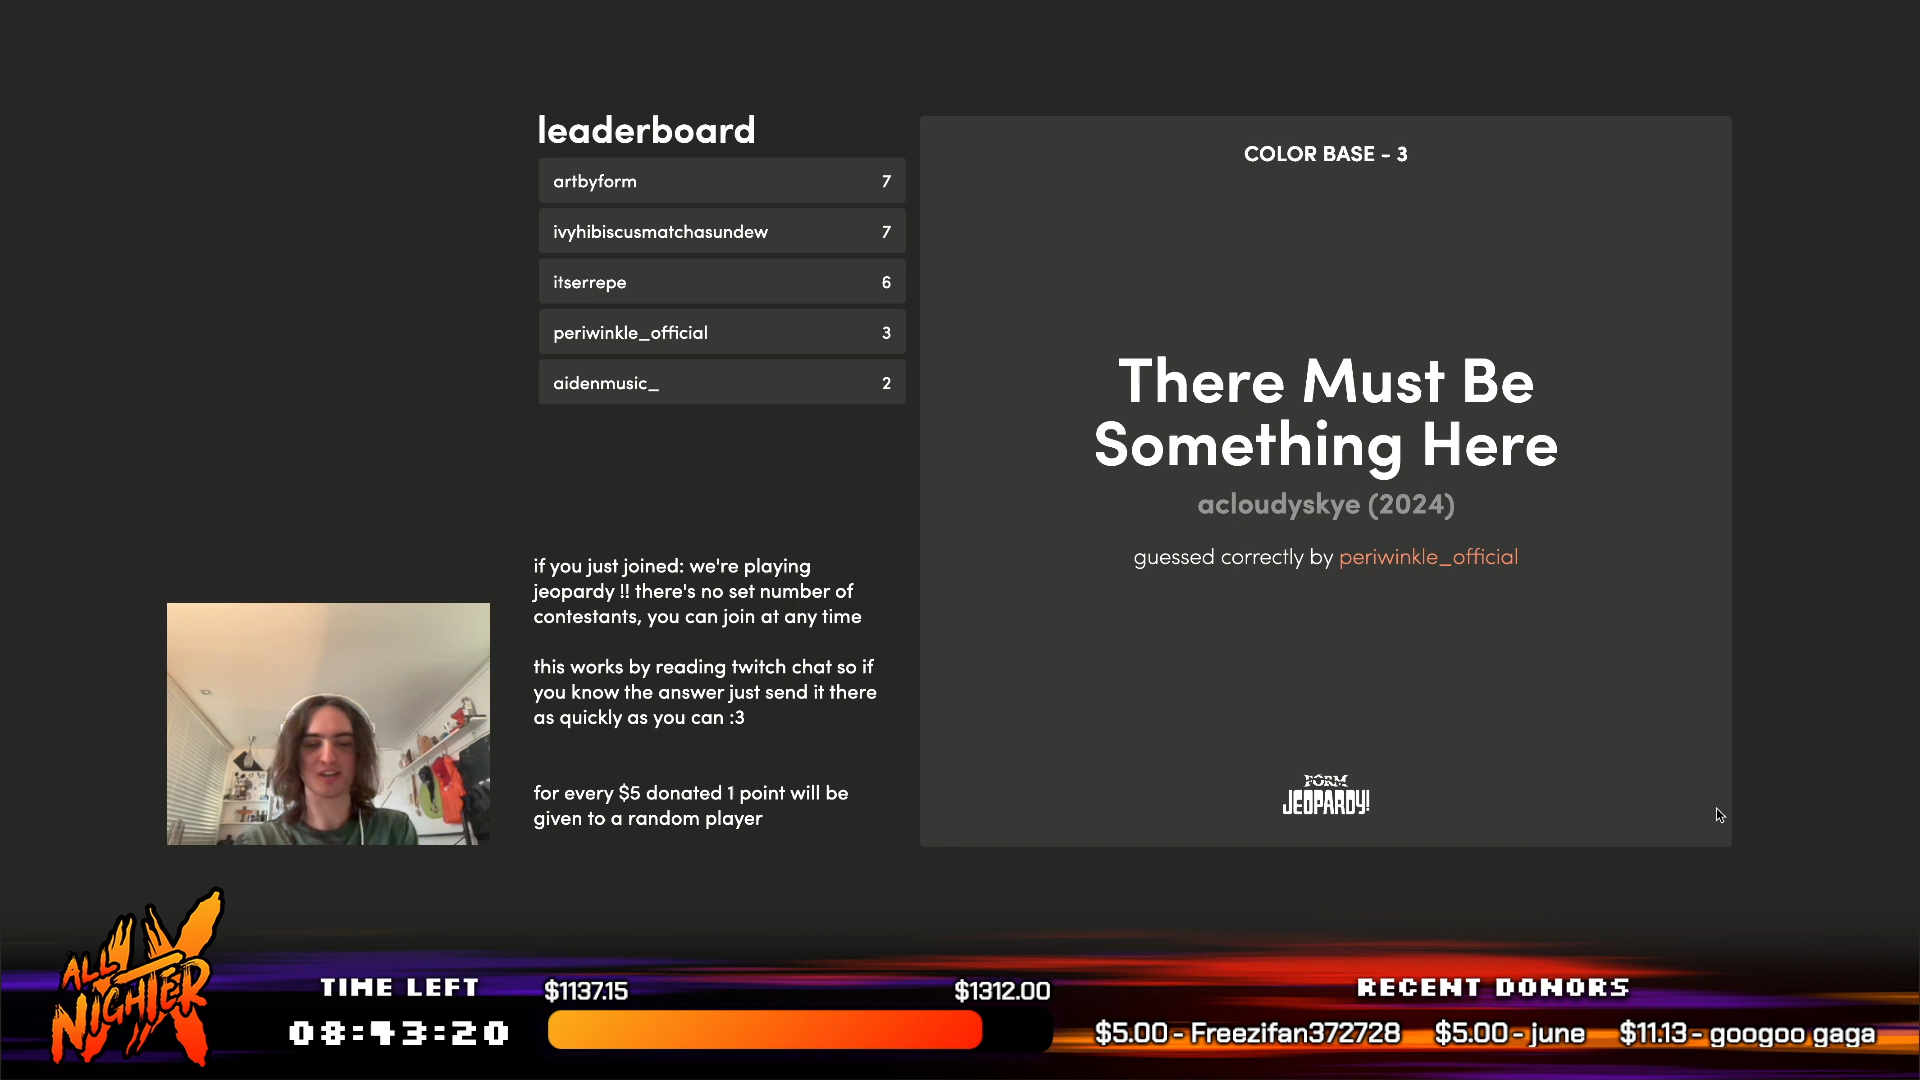 leaderboard
artbyform 7
ivyhibiscusmatchasundew 7
itserrepe 6
periwinkle_official 3
aidenmusic_ 2
if you just joined: we're playing
jeopardy !! there's no set number of
contestants, you can join at any time
this works by reading twitch chat so if
you know the answer just send it there
as quickly as you can :3
for every $5 donated 1 point will be
given to a random player
COLOR BASE - 3
There Must Be
Something Here
acloudyskye (2024)
guessed correctly by periwinkle_official
FORM
JEOPARDY!
ALL
NIGHTER
TIME LEFT
08:43:20
$1137.15 $1312.00
RECENT DONORS
$5.00 - Freezifan372728 $5.00 - june $11.13 - googoo gaga